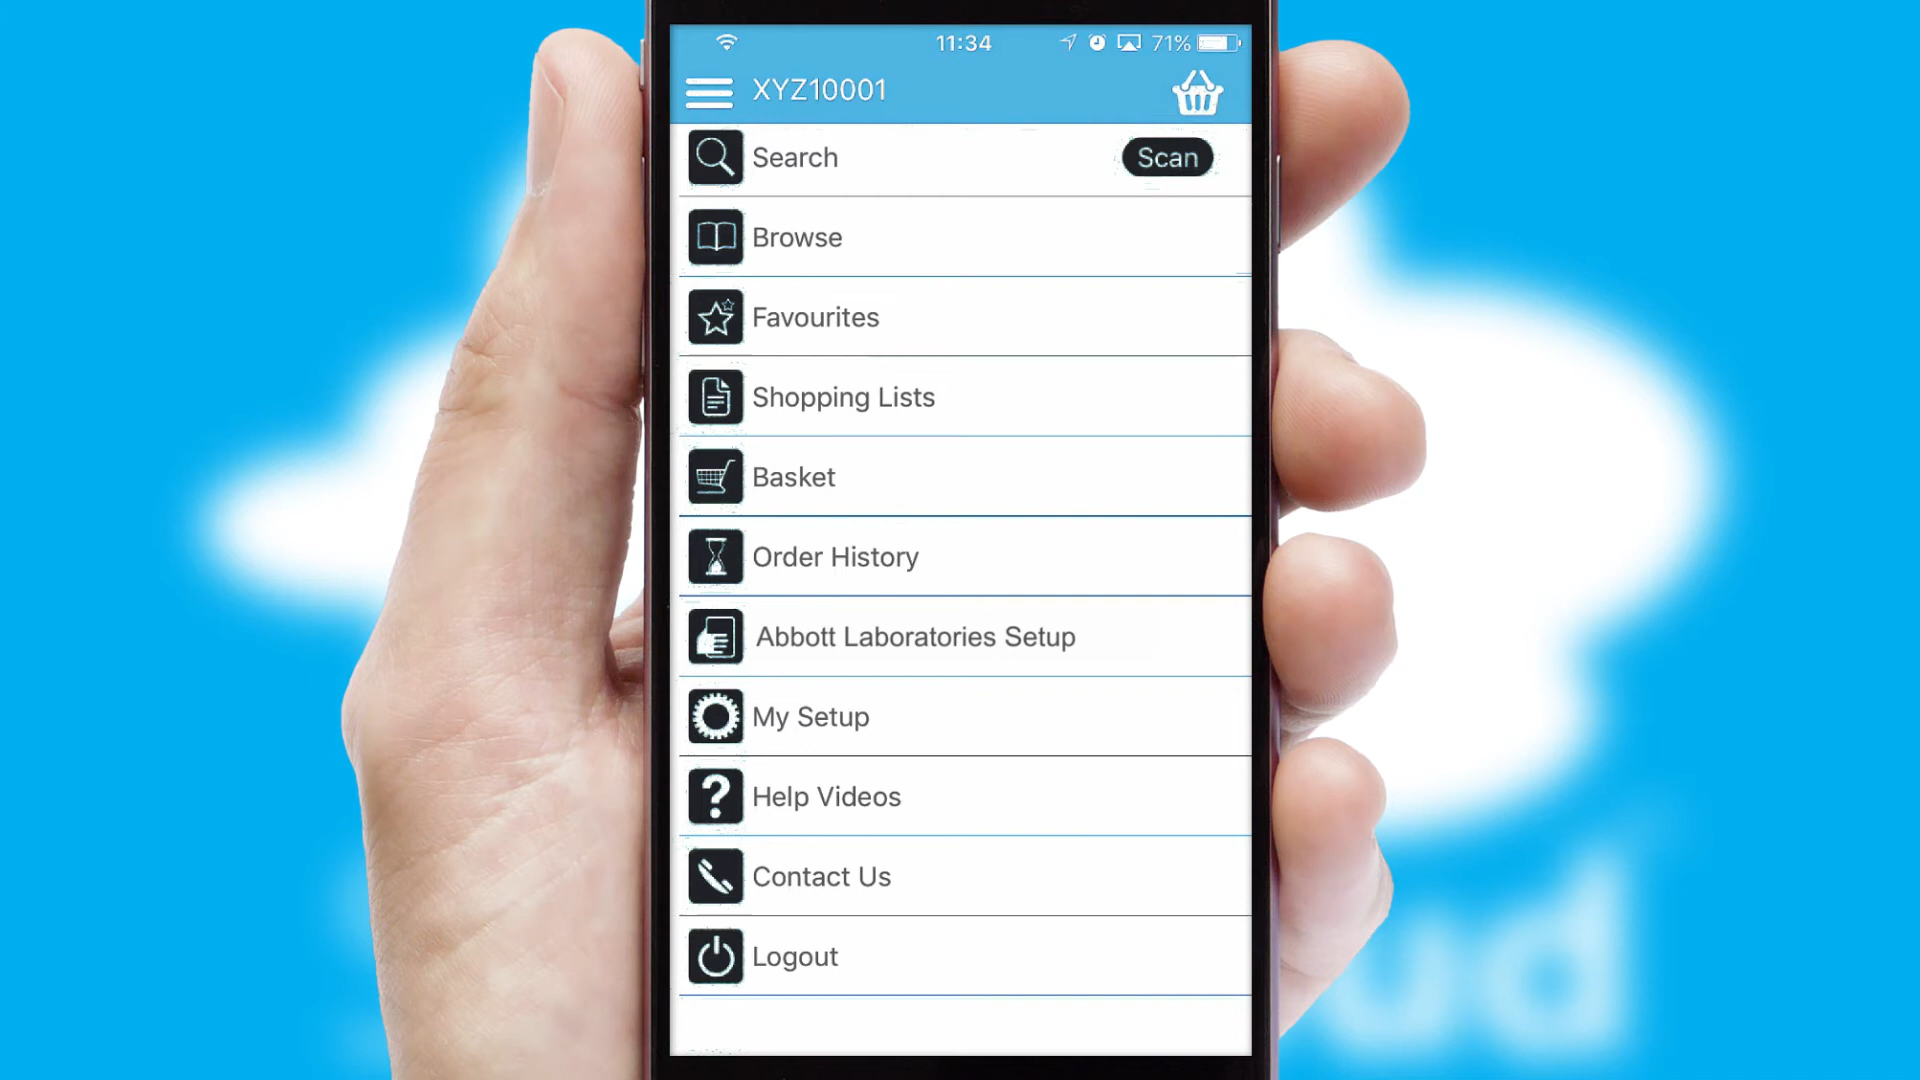 11:34 71%
XYZ10001
Search Scan
Browse
Favourites
Shopping Lists
Basket
Order History
Abbott Laboratories Setup
My Setup
Help Videos
Contact Us
Logout